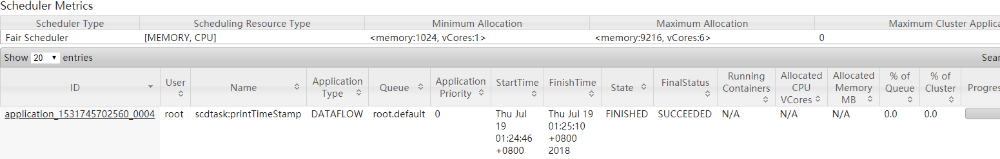 Scheduler Metrics
Scheduler Type Scheduling Resource Type Minimum Allocation Maximum Allocation Maximum Cluster Applica
Fair Scheduler [MEMORY, CPU] <memory:1024, vCores:1> <memory:9216, vCores:6> 0
Show 20 entries Sear
ID User Name Application Type Queue Application Priority StartTime FinishTime State FinalStatus Running Containers Allocated CPU VCores Allocated Memory MB % of Queue % of Cluster Progres
application_1531745702560_0004 root scdtask:printTimeStamp DATAFLOW root.default 0 Thu Jul 19 01:24:46 +0800 Thu Jul 19 01:25:10 +0800 2018 FINISHED SUCCEEDED N/A N/A N/A 0.0 0.0